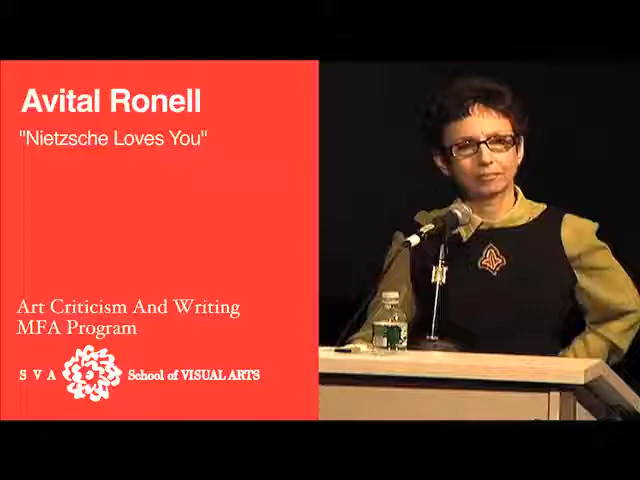 Avital Ronell
"Nietzsche Loves You"
Art Criticism And Writing
MFA Program
S V A School of VISUAL ARTS